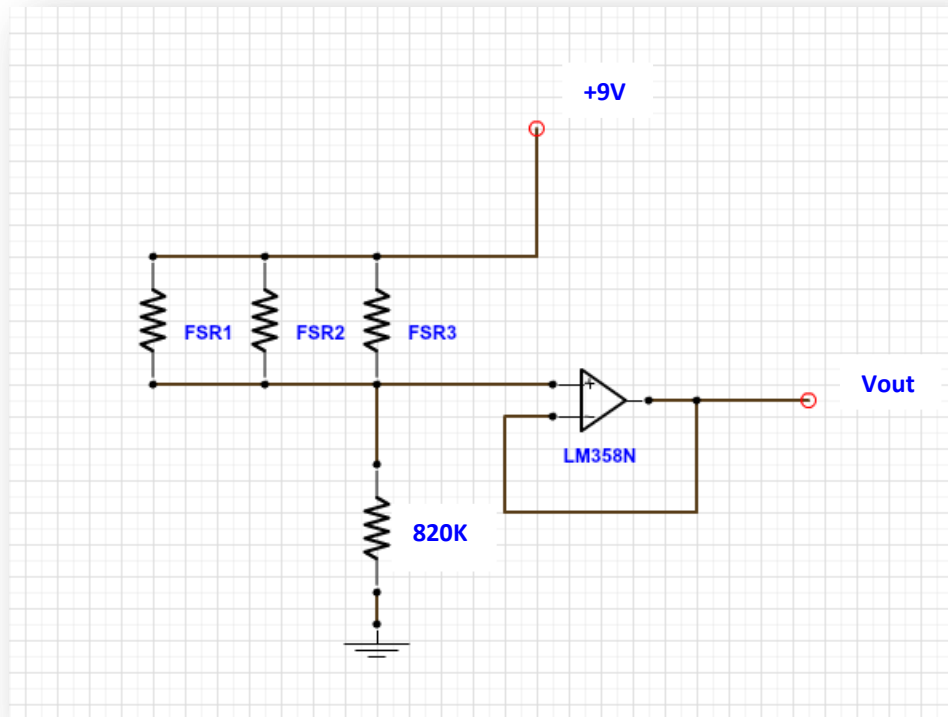 +9V
FSR1
FSR2
FSR3
+
−
Vout
LM358N
820K